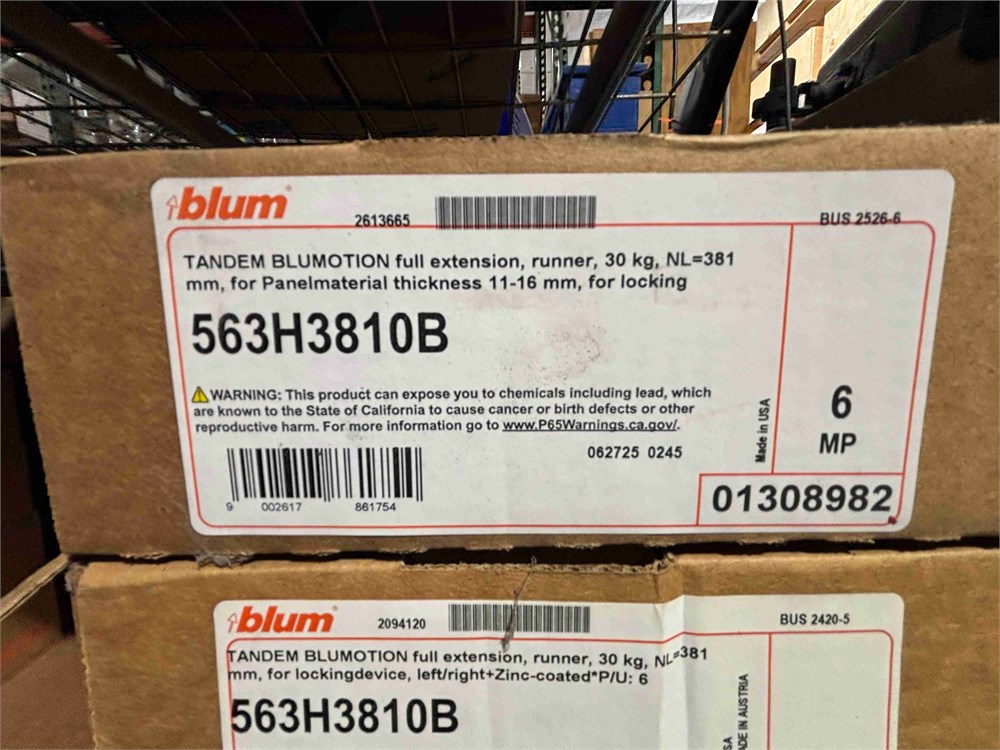 blum
2613665
BUS 2526-6
TANDEM BLUMOTION full extension, runner, 30 kg, NL=381
mm, for Panelmaterial thickness 11-16 mm, for locking
563H3810B
WARNING: This product can expose you to chemicals including lead, which
are known to the State of California to cause cancer or birth defects or other
reproductive harm. For more information go to www.P65Warnings.ca.gov/.
062725 0245
Made in USA
6
MP
9 002617 861754
01308982
blum
2094120
BUS 2420-5
TANDEM BLUMOTION full extension, runner, 30 kg, NL=381
mm, for lockingdevice, left/right+Zinc-coated*P/U: 6
563H3810B
IN AUSTRIA